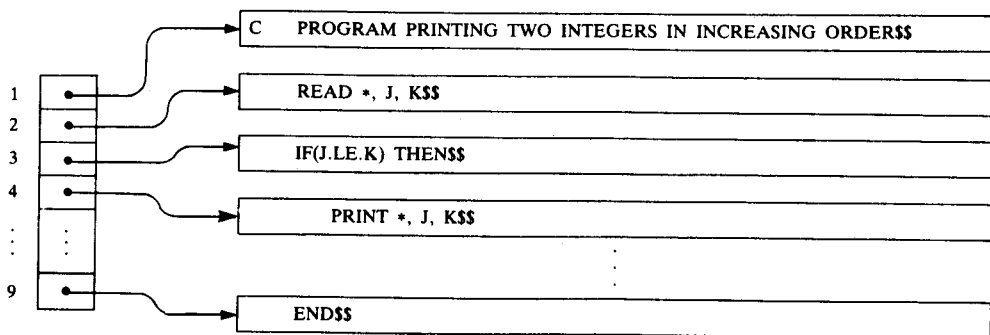 C PROGRAM PRINTING TWO INTEGERS IN INCREASING ORDER$$
1
READ *, J, K$$
2
3
IF(J.LE.K) THEN$$
4
PRINT *, J, K$$
9
END$$